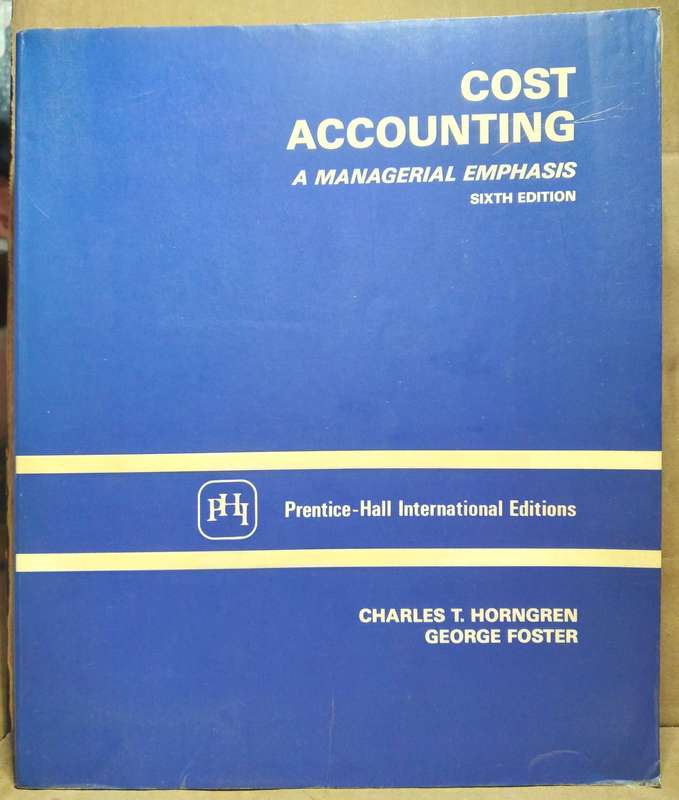 COST
ACCOUNTING
A MANAGERIAL EMPHASIS
SIXTH EDITION
PHI
Prentice-Hall International Editions
CHARLES T. HORNGREN
GEORGE FOSTER